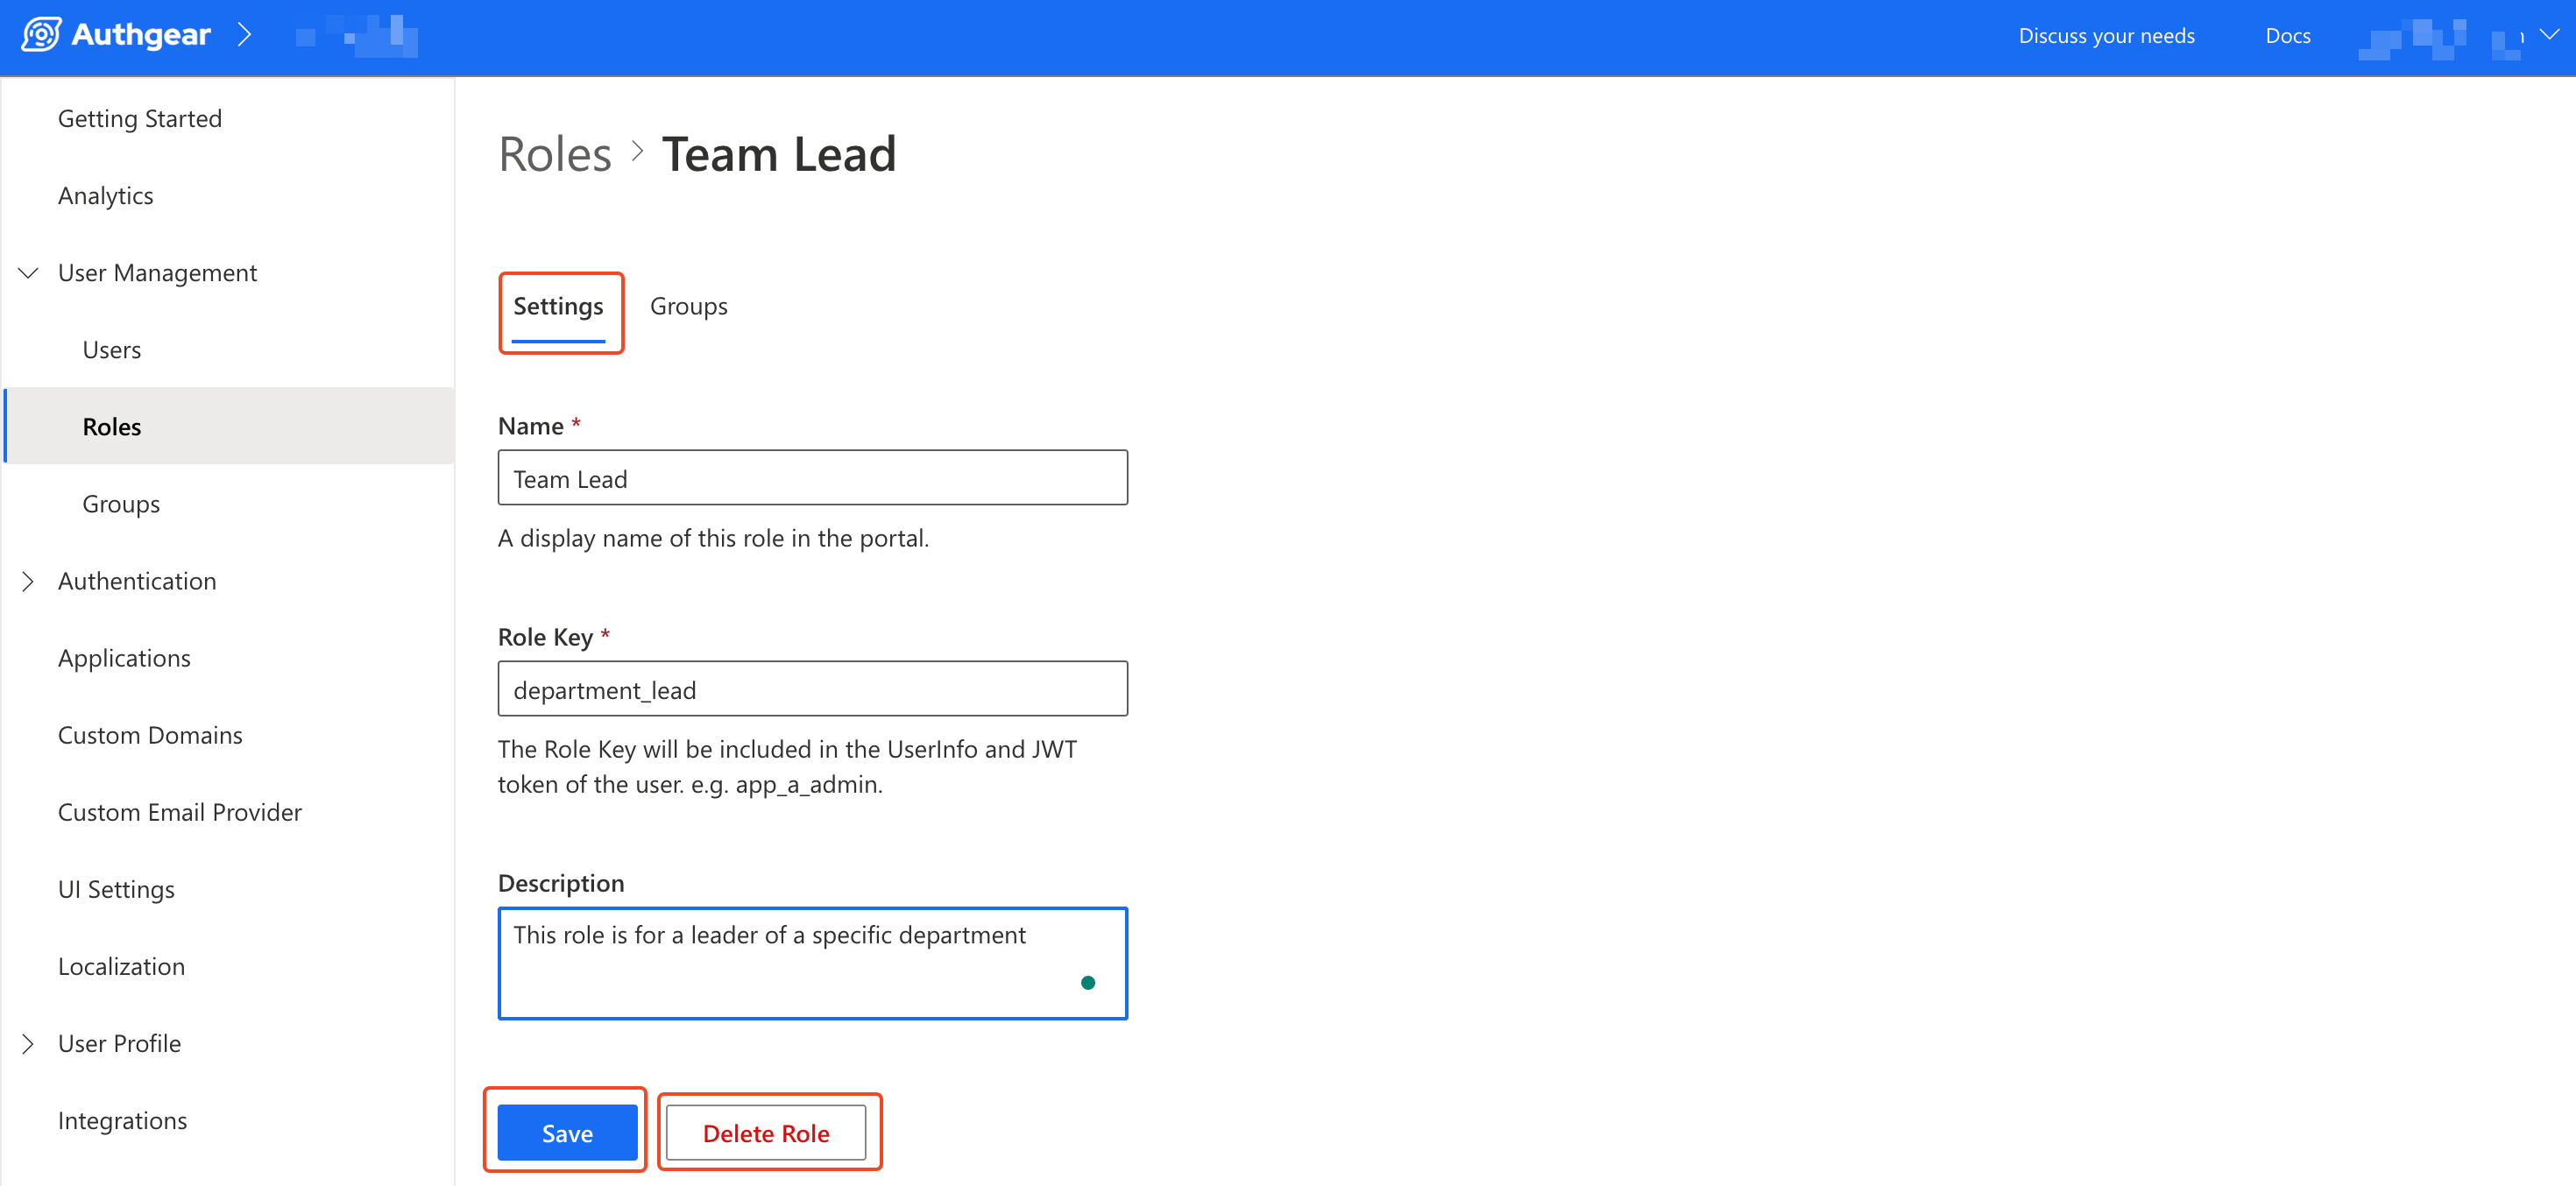 Authgear
Discuss your needs
Docs
Getting Started
Analytics
User Management
Users
Roles
Groups
Authentication
Applications
Custom Domains
Custom Email Provider
UI Settings
Localization
User Profile
Integrations
Roles > Team Lead
Settings
Groups
Name *
Team Lead
A display name of this role in the portal.
Role Key *
department_lead
The Role Key will be included in the UserInfo and JWT
token of the user. e.g. app_a_admin.
Description
This role is for a leader of a specific department
Save
Delete Role